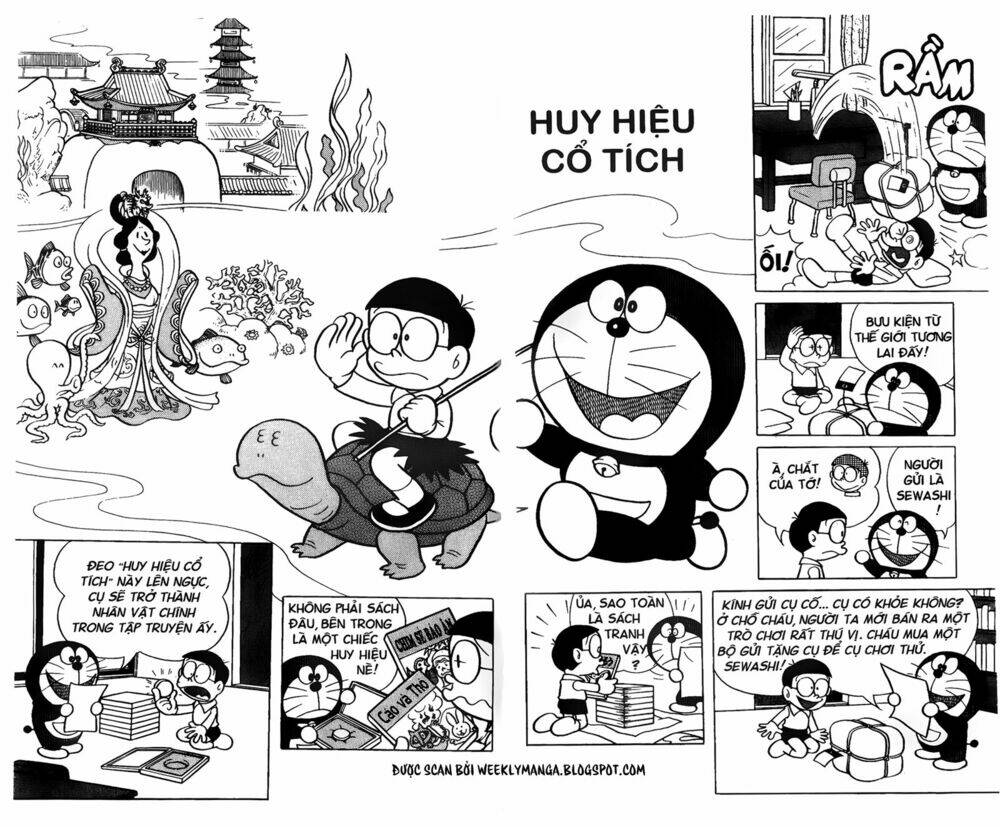 HUY HIỆU
CỔ TÍCH
RẦM
ỐI!
BƯU KIỆN TỪ
THẾ GIỚI TƯƠNG
LAI ĐẤY!
NGƯỜI
GỬI LÀ
SEWASHI
!
À, CHẮT
CỦA TỚ!
KÍNH GỬI CỤ CỐ... CỤ CÓ KHỎE KHÔNG?
Ở CHỖ CHÁU, NGƯỜI TA MỚI BÁN RA MỘT
TRÒ CHƠI RẤT THÚ VỊ. CHÁU MUA MỘT
BỘ GỬI TẶNG CỤ ĐỂ CỤ CHƠI THỬ.
SEWASHI!
ỦA, SAO TOÀN
LÀ SÁCH
TRANH
VẬY
?
KHÔNG PHẢI SÁCH
ĐÂU, BÊN TRONG
LÀ MỘT CHIẾC
HUY HIỆU
NÈ!
CHIM SẺ BÁO ÂN
Cáo và Thỏ
ĐEO "HUY HIỆU CỔ
TÍCH" NÀY LÊN NGỰC,
CỤ SẼ TRỞ THÀNH
NHÂN VẬT CHÍNH
TRONG TẬP TRUYỆN ẤY.
ĐƯỢC SCAN BỞI WEEKLYMANGA.BLOGSPOT.COM